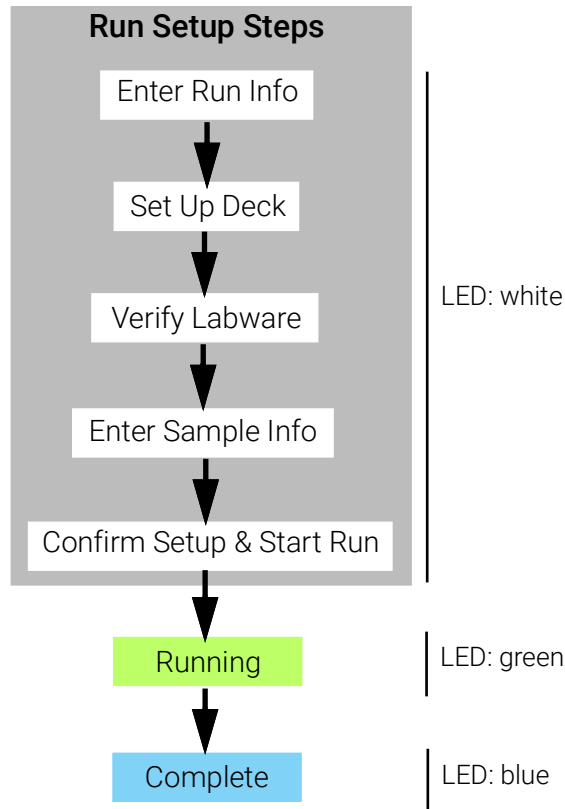 Run Setup Steps
Enter Run Info
Set Up Deck
Verify Labware
LED: white
Enter Sample Info
Confirm Setup & Start Run
Running
LED: green
Complete
LED: blue